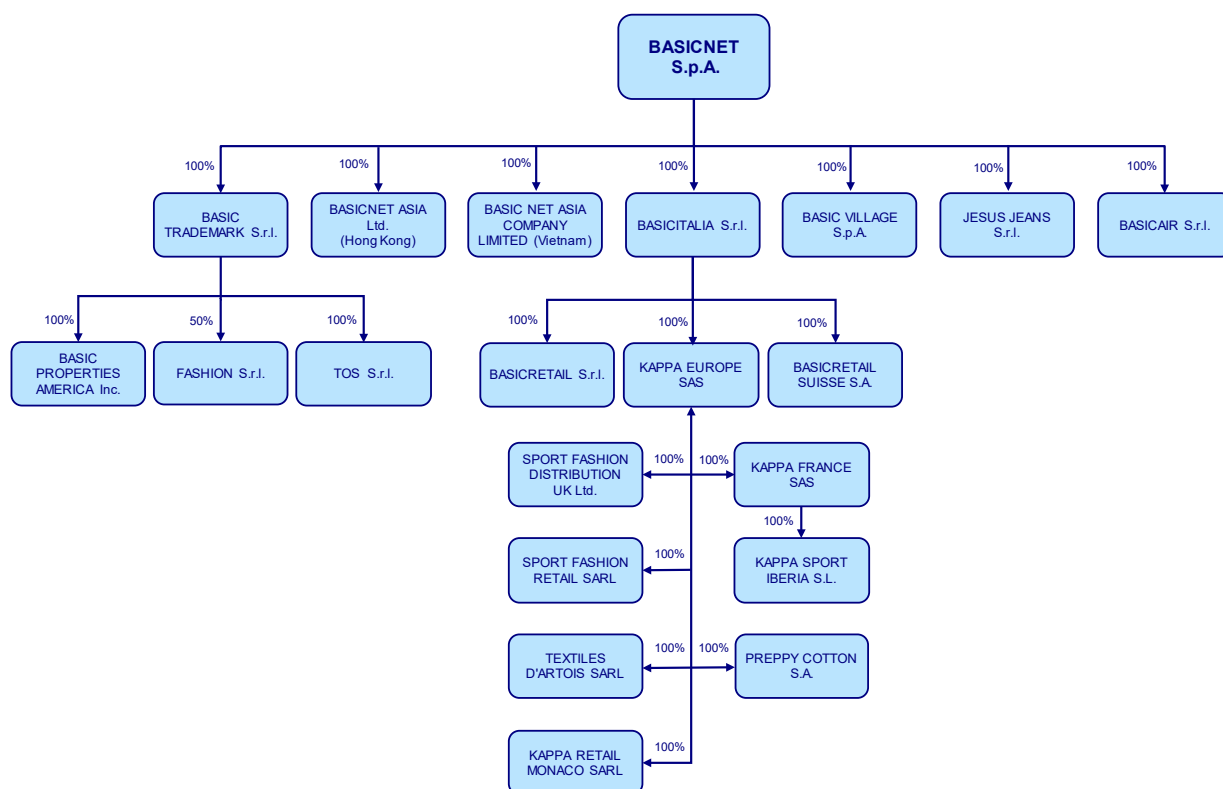 BASICNET
S.p.A.
100%
100%
100%
100%
100%
100%
100%
BASIC
TRADEMARK S.r.l.
BASICNET ASIA
Ltd.
(Hong Kong)
BASIC NET ASIA
COMPANY
LIMITED (Vietnam)
BASICITALIA S.r.l.
BASIC VILLAGE
S.p.A.
JESUS JEANS
S.r.l.
BASICAIR S.r.l.
100%
50%
100%
100%
100%
100%
BASIC
PROPERTIES
AMERICA Inc.
FASHION S.r.l.
TOS S.r.l.
BASICRETAIL S.r.l.
KAPPA EUROPE
SAS
BASICRETAIL
SUISSE S.A.
SPORT FASHION
DISTRIBUTION
UK Ltd.
100%
100%
KAPPA FRANCE
SAS
100%
SPORT FASHION
RETAIL SARL
100%
KAPPA SPORT
IBERIA S.L.
TEXTILES
D'ARTOIS SARL
100%
100%
PREPPY COTTON
S.A.
KAPPA RETAIL
MONACO SARL
100%